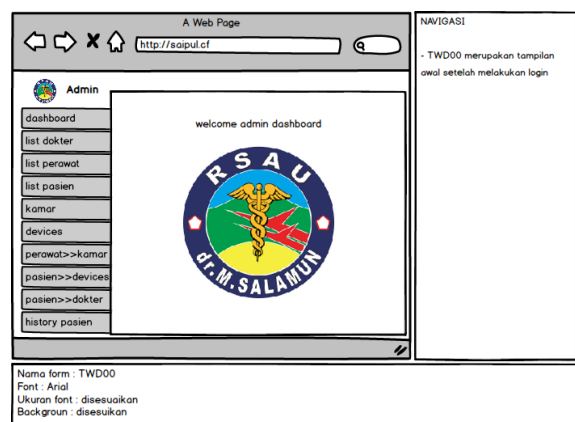 A Web Page
http://saipul.cf
Admin
dashboard
list dokter
list perawat
list pasien
kamar
devices
perawat>>kamar
pasien>>devices
pasien>>dokter
history pasien
welcome admin dashboard
RSAU
dr.M.SALAMUN
NAVIGASI
- TWD00 merupakan tampilan
awal setelah melakukan login
Nama form : TWD00
Font : Arial
Ukuran font : disesuaikan
Backgroun : disesuikan